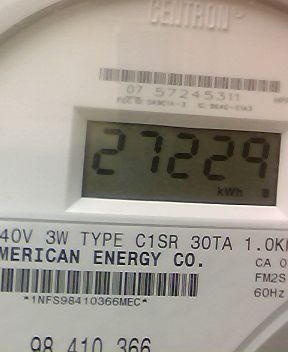 CENTRON
07 57245311
27229
kWh
40V 3W TYPE C1SR 30TA 1.0K
MERICAN ENERGY CO.
CA 0
FM2S
60Hz
*1NFS98410366MEC*
98 410 366